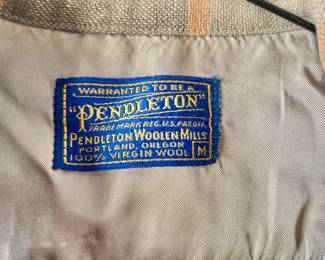 WARRANTED TO BE A
"PENDLETON"
TRADE MARK REG. U.S. PAT. OFF.
PENDLETON WOOLEN MILLS
PORTLAND, OREGON
100% VIRGIN WOOL M